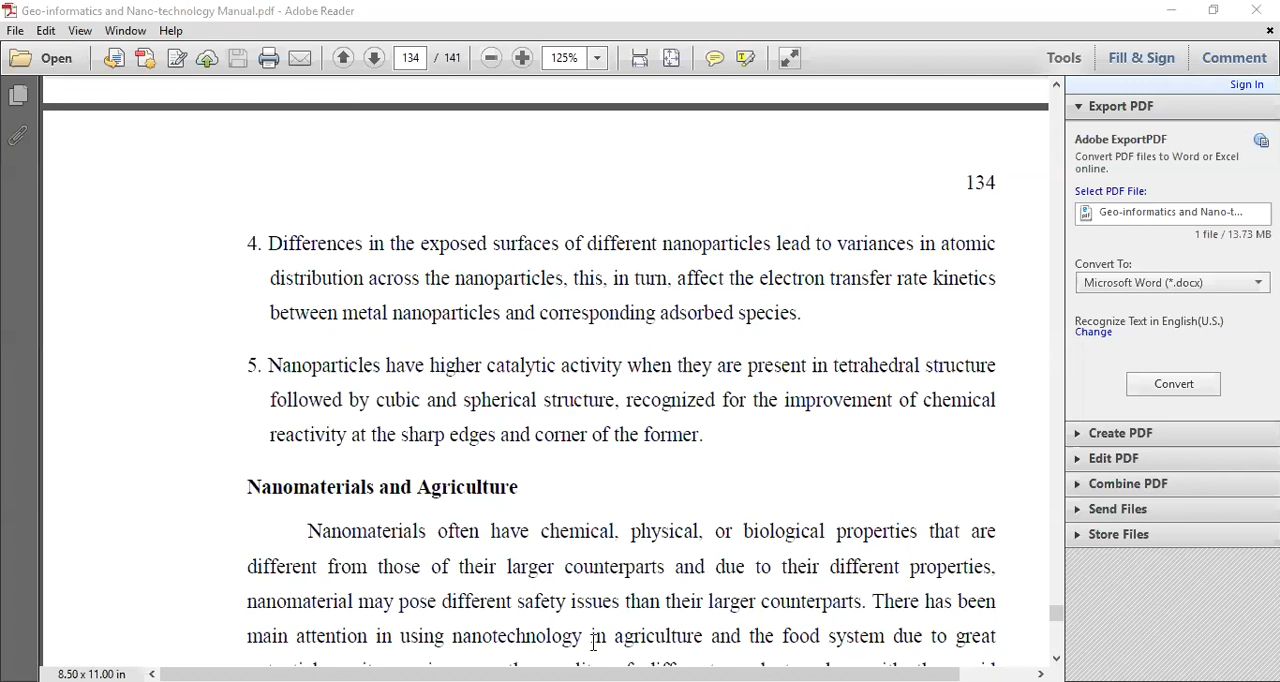 Geo-informatics and Nano-technology Manual.pdf - Adobe Reader
File Edit View Window Help
Open 134 / 141 125% Tools Fill & Sign Comment
Sign In
Export PDF
Adobe ExportPDF
Convert PDF files to Word or Excel
online.
Select PDF File:
Geo-informatics and Nano-t...
1 file / 13.73 MB
Convert To:
Microsoft Word (*.docx)
Recognize Text in English(U.S.)
Change
Convert
Create PDF
Edit PDF
Combine PDF
Send Files
Store Files
134
4. Differences in the exposed surfaces of different nanoparticles lead to variances in atomic
distribution across the nanoparticles, this, in turn, affect the electron transfer rate kinetics
between metal nanoparticles and corresponding adsorbed species.
5. Nanoparticles have higher catalytic activity when they are present in tetrahedral structure
followed by cubic and spherical structure, recognized for the improvement of chemical
reactivity at the sharp edges and corner of the former.
Nanomaterials and Agriculture
Nanomaterials often have chemical, physical, or biological properties that are
different from those of their larger counterparts and due to their different properties,
nanomaterial may pose different safety issues than their larger counterparts. There has been
main attention in using nanotechnology in agriculture and the food system due to great
8.50 x 11.00 in